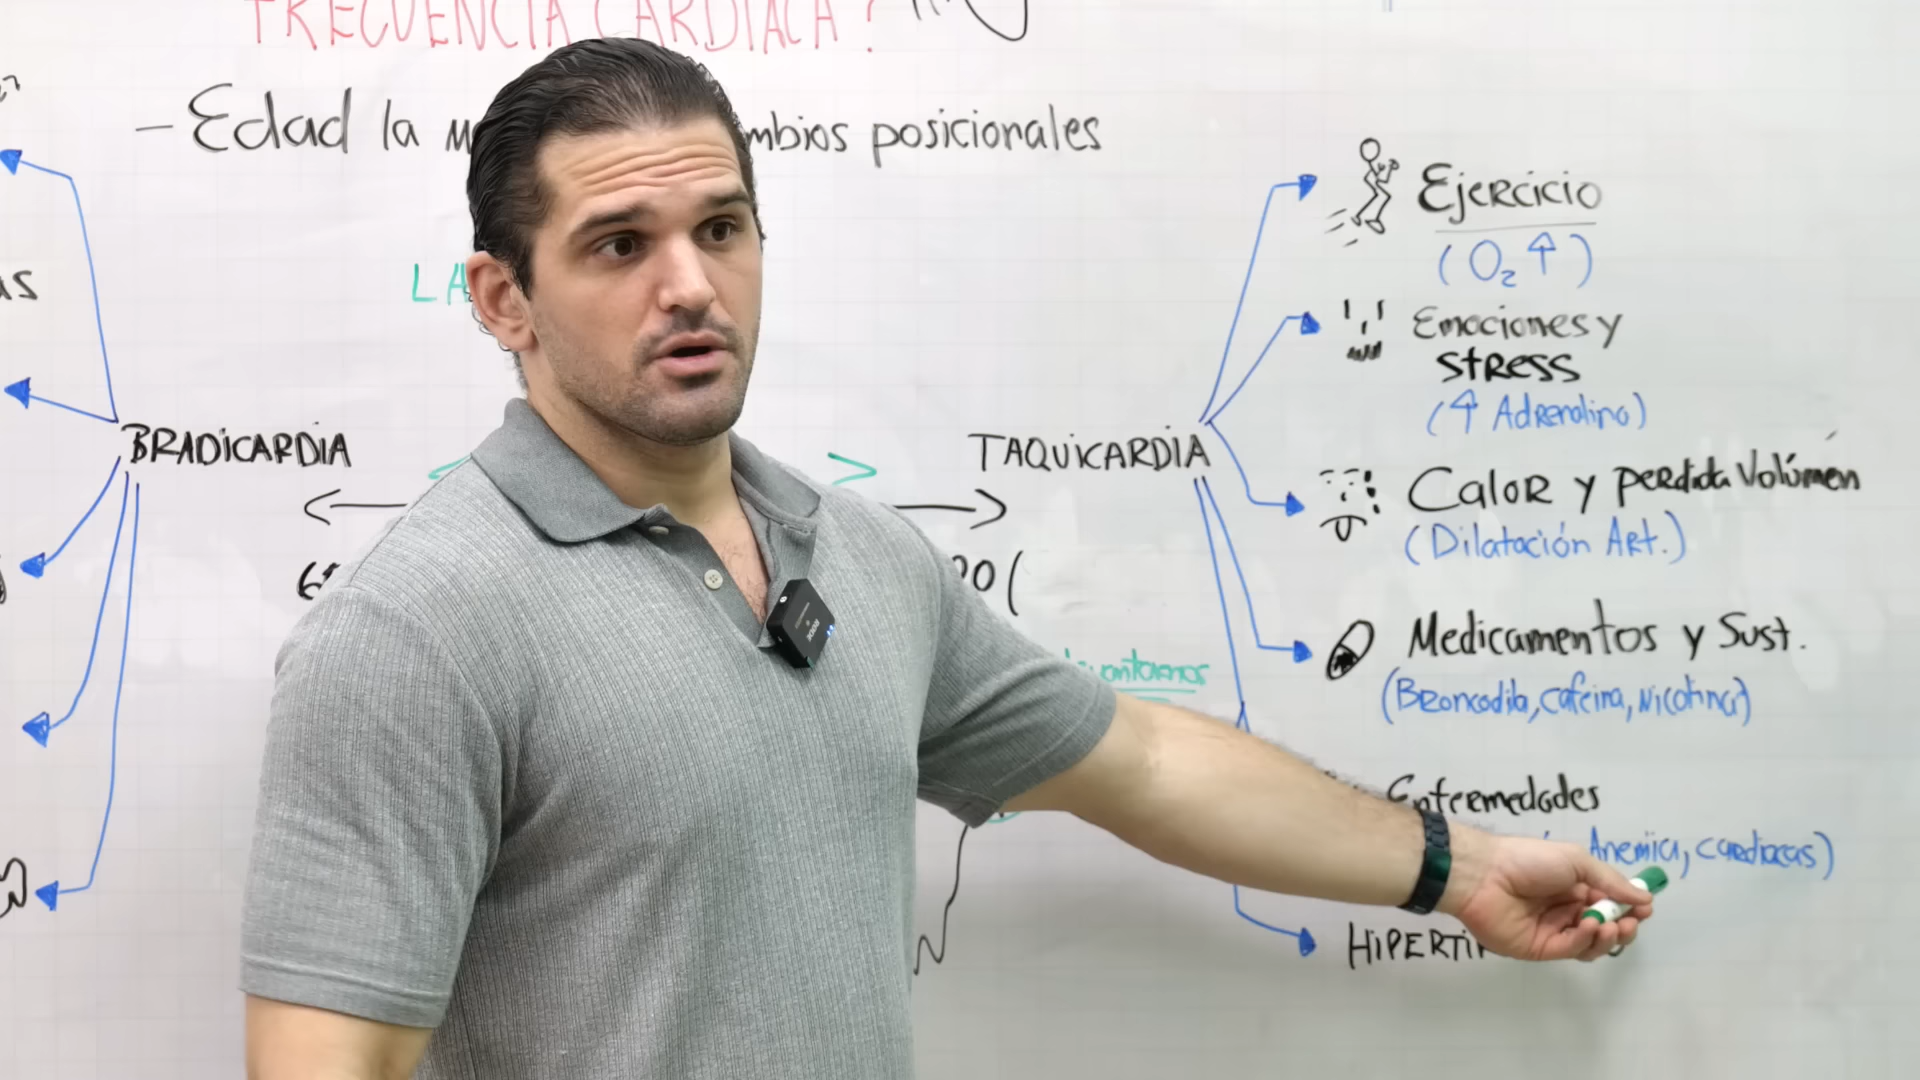 FRECUENCIA CARDIACA?
- Edad la
mbios posicionales
Ejercicio
(O₂ ↑)
LA
Emociones y
stRess
(↑ Adrenalina)
BRADICARDIA
TAQUICARDIA
CaloR y perdida Volúmen
(Dilatación Art.)
Medicamentos y Sust.
(Broncodila, cafeina, Nicotina)
Enfermedades
Anemia, cardiacas)